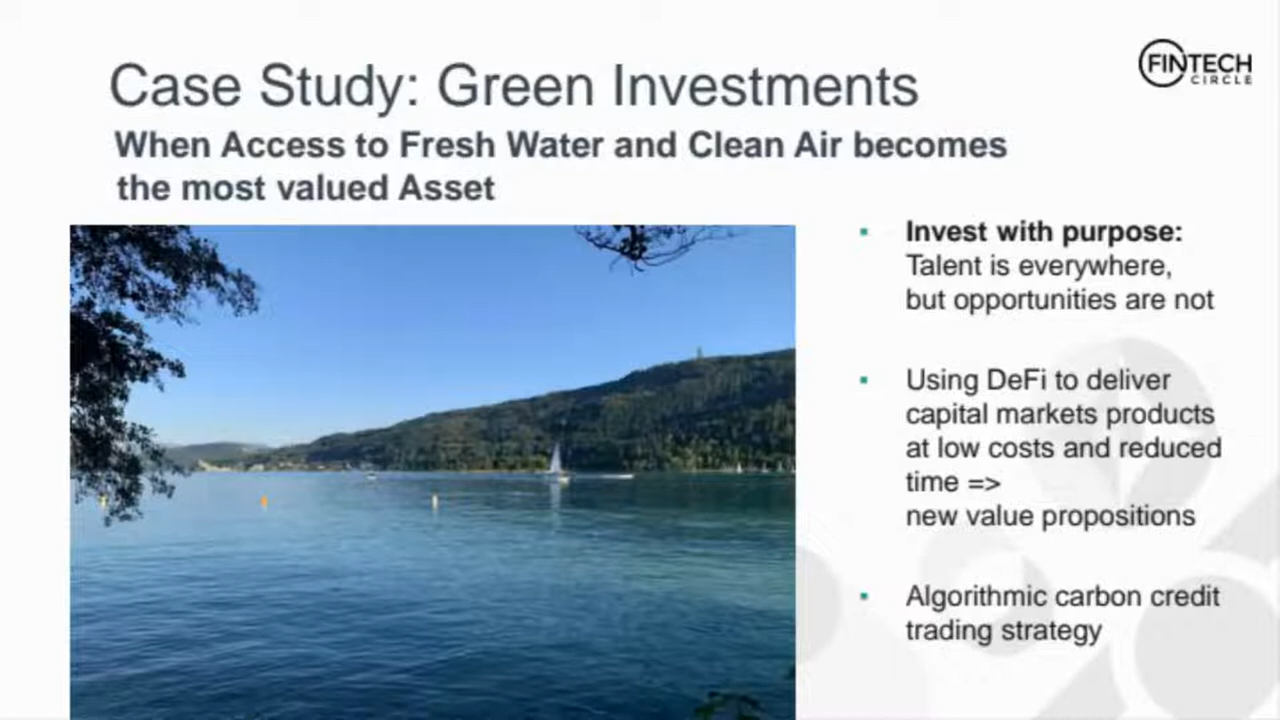 FINTECH
CIRCLE
Case Study: Green Investments
When Access to Fresh Water and Clean Air becomes
the most valued Asset
Invest with purpose:
Talent is everywhere,
but opportunities are not
Using DeFi to deliver
capital markets products
at low costs and reduced
time =>
new value propositions
Algorithmic carbon credit
trading strategy